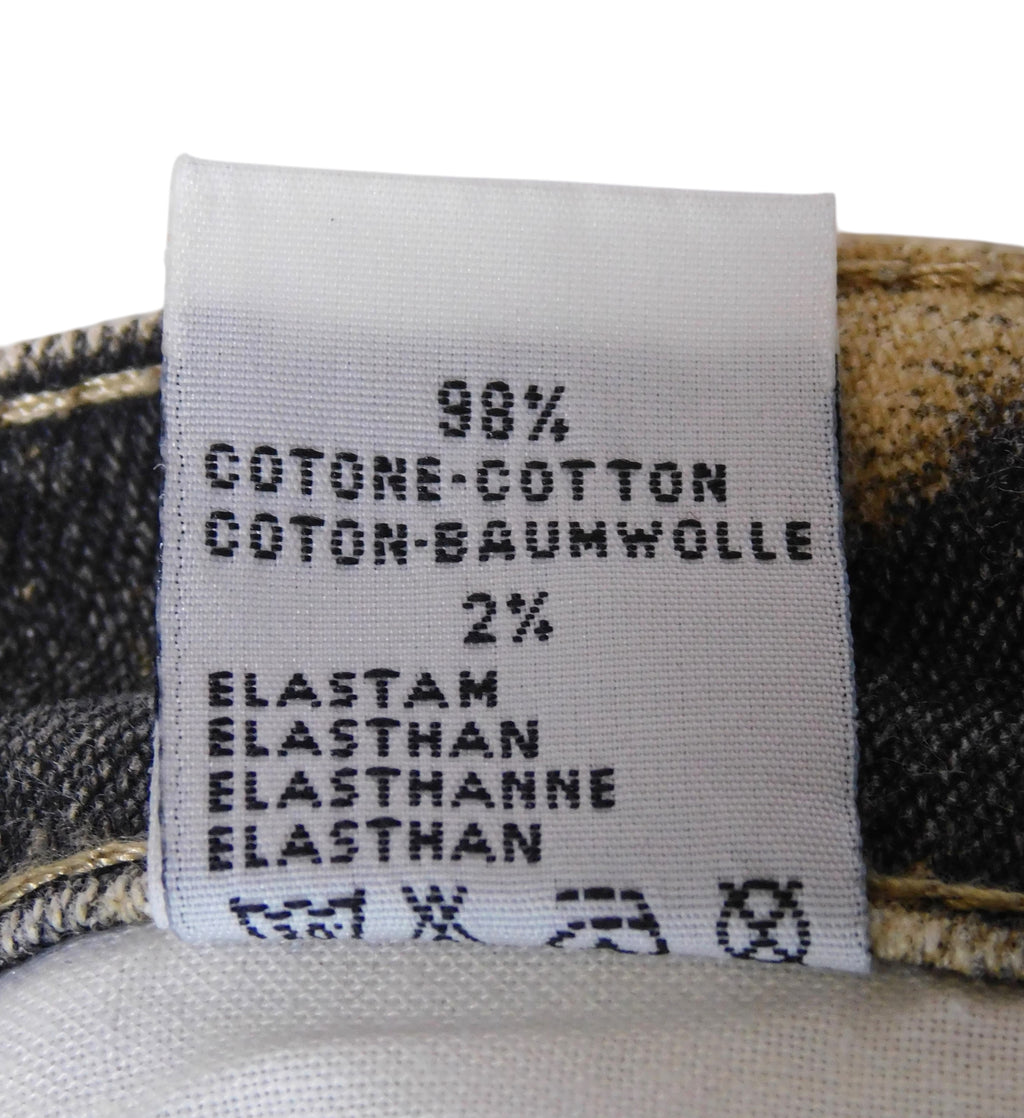 98%
COTONE-COTTON
COTON-BAUMWOLLE
2%
ELASTAM
ELASTHAN
ELASTHANNE
ELASTHAN